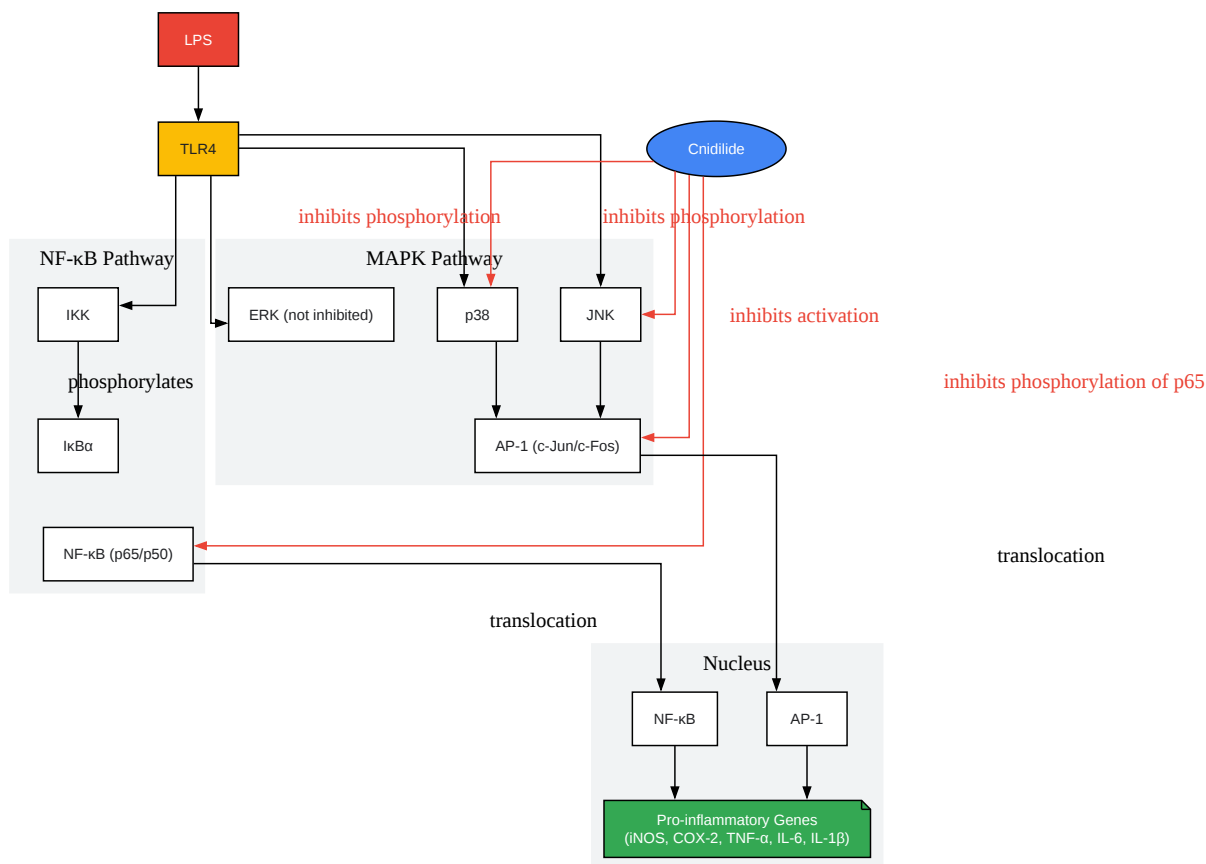 LPS
TLR4
Cnidilide
inhibits phosphorylation
inhibits phosphorylation
NF-κB Pathway
MAPK Pathway
IKK
ERK (not inhibited)
p38
JNK
inhibits activation
phosphorylates
inhibits phosphorylation of p65
IκBα
AP-1 (c-Jun/c-Fos)
NF-κB (p65/p50)
translocation
translocation
Nucleus
NF-κB
AP-1
Pro-inflammatory Genes
(iNOS, COX-2, TNF-α, IL-6, IL-1β)